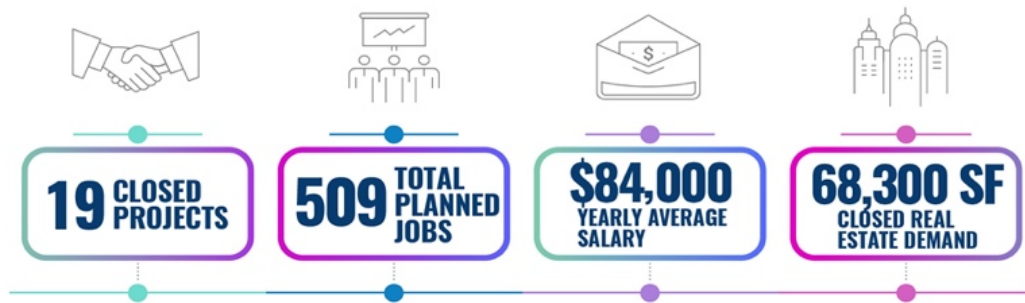 $
19 CLOSED
PROJECTS
509 TOTAL
PLANNED
JOBS
$84,000
YEARLY AVERAGE
SALARY
68,300 SF
CLOSED REAL
ESTATE DEMAND